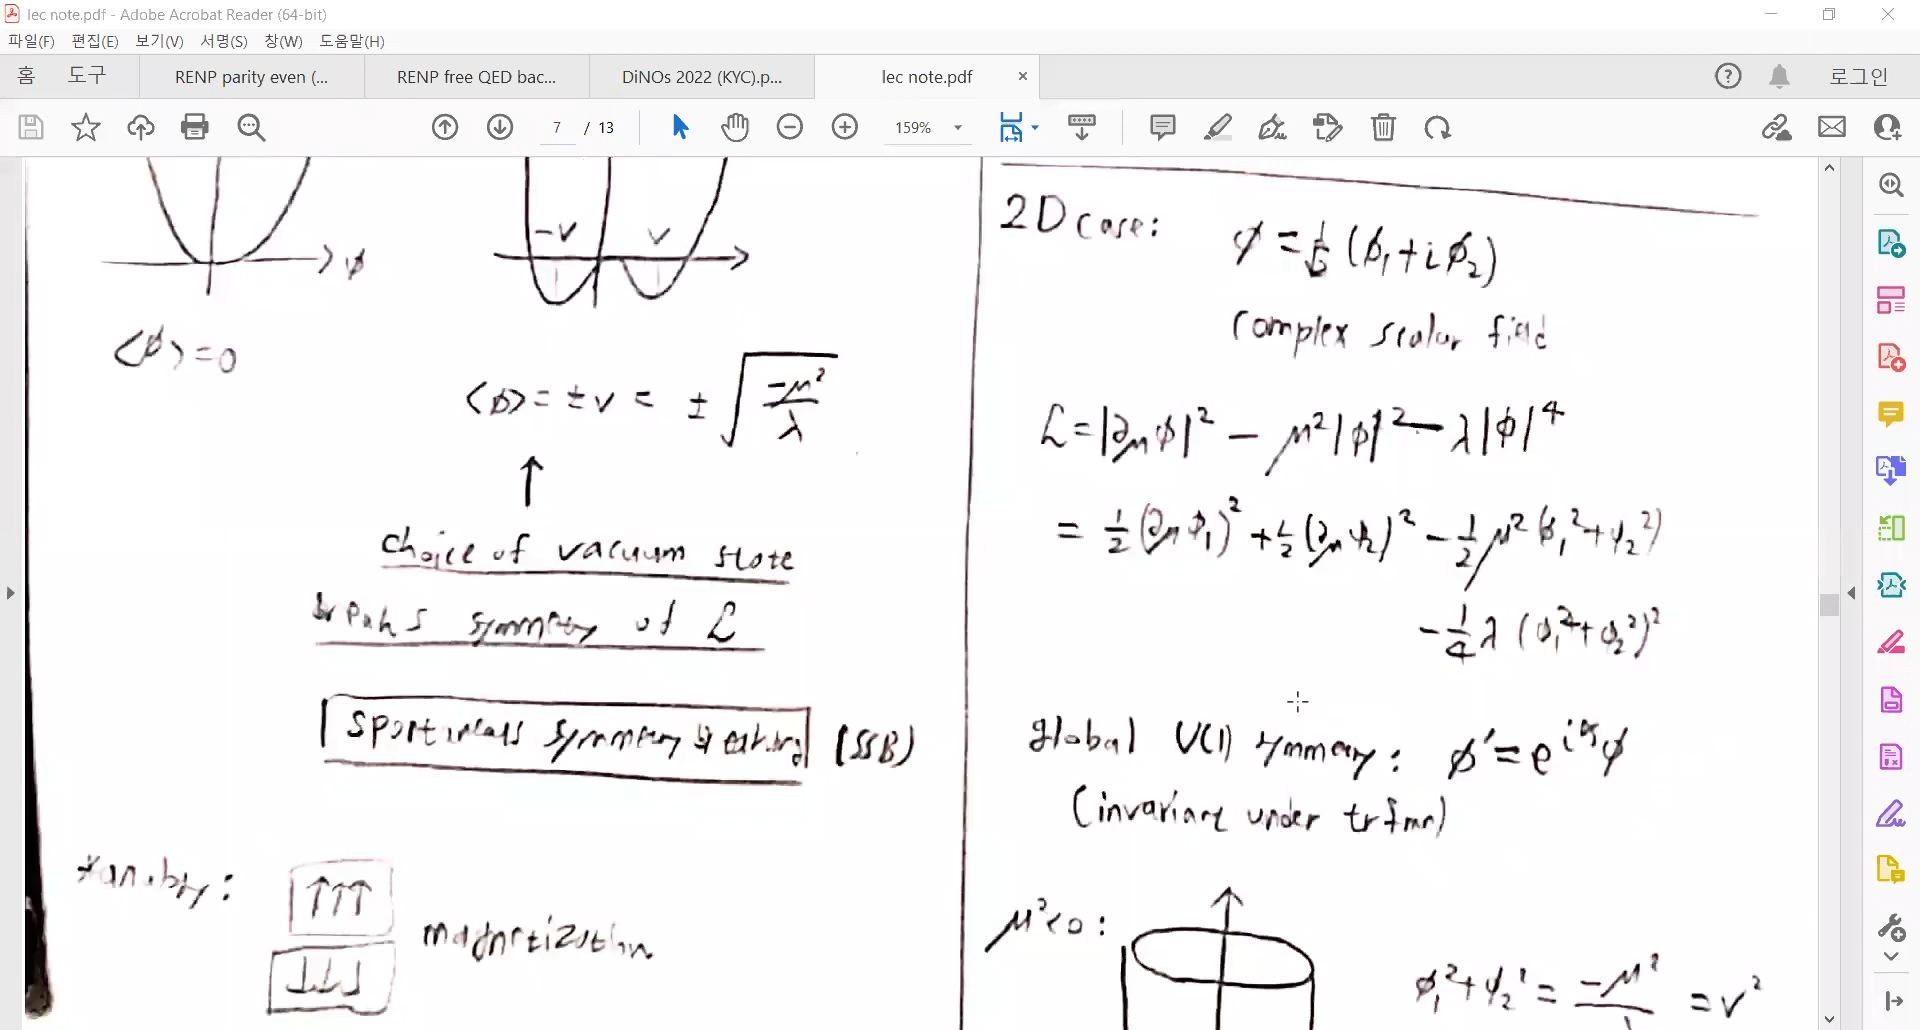 lec note.pdf - Adobe Acrobat Reader (64-bit)
파일(F) 편집(E) 보기(V) 서명(S) 창(W) 도움말(H)
홈 도구 RENP parity even (... RENP free QED bac... DiNOs 2022 (KYC).p... lec note.pdf × 로그인
7 / 13 159%
-v v
φ
<φ> = 0
<φ> = ± v = ± √(-μ²/λ)
↑
choice of vacuum state
breaks symmetry of L
symmetry (SSB)
↑↑↑
magnetization
↓↓↓
2D case: φ = 1/√2 (φ₁ + iφ₂)
complex scalar field
L = |∂μφ|² - μ²|φ|² - λ|φ|⁴
= ½(∂μφ₁)² + ½(∂μφ₂)² - ½μ²(φ₁² + φ₂²)
- ¼λ(φ₁² + φ₂²)²
global U(1) symmetry: φ' = e^{iα}φ
(invariant under trfmn)
μ² < 0:
φ₁² + φ₂² = -μ²/λ = v²